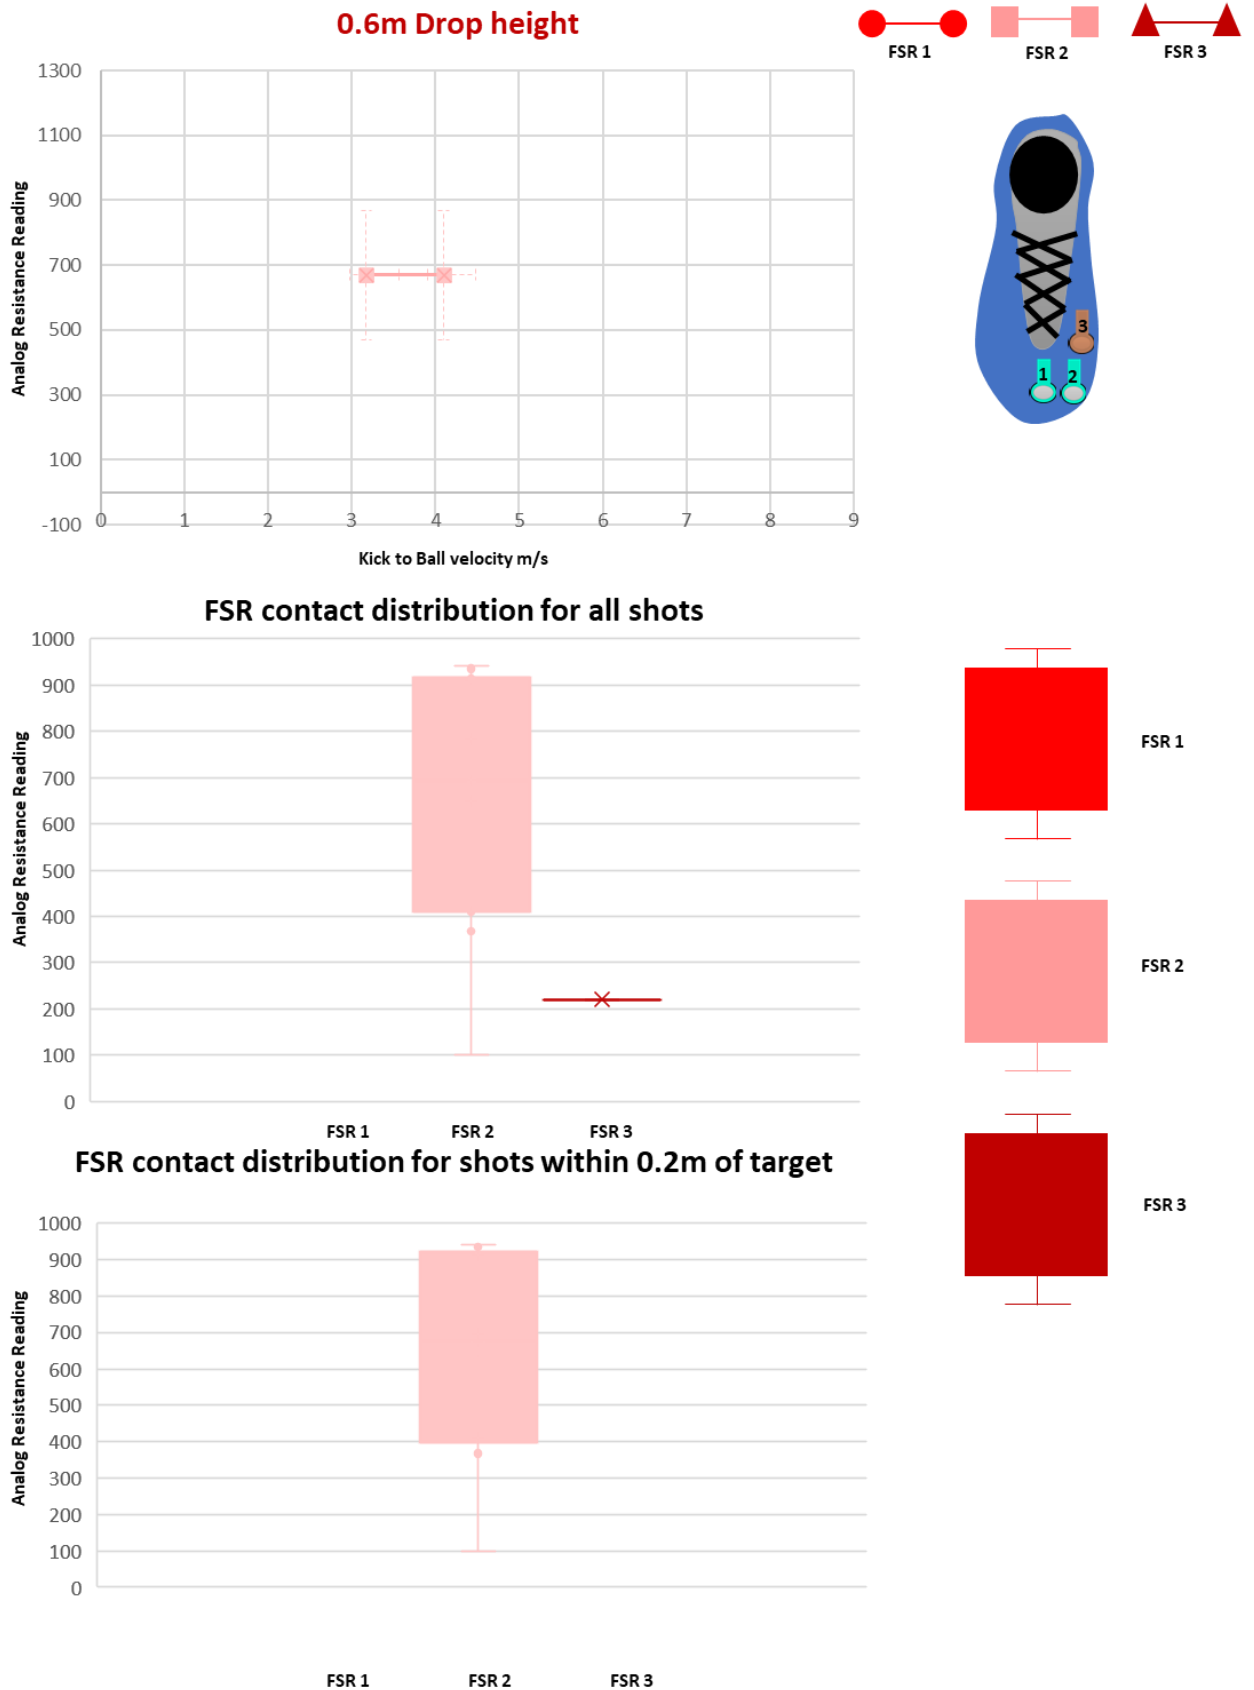 0.6m Drop height
FSR 1
FSR 2
FSR 3
1300
1100
900
700
500
300
100
-100
Analog Resistance Reading
0 1 2 3 4 5 6 7 8 9
Kick to Ball velocity m/s
3
1 2
FSR contact distribution for all shots
1000
900
800
700
600
500
400
300
200
100
0
Analog Resistance Reading
FSR 1 FSR 2 FSR 3
FSR 1
FSR 2
FSR 3
FSR contact distribution for shots within 0.2m of target
1000
900
800
700
600
500
400
300
200
100
0
Analog Resistance Reading
FSR 1 FSR 2 FSR 3